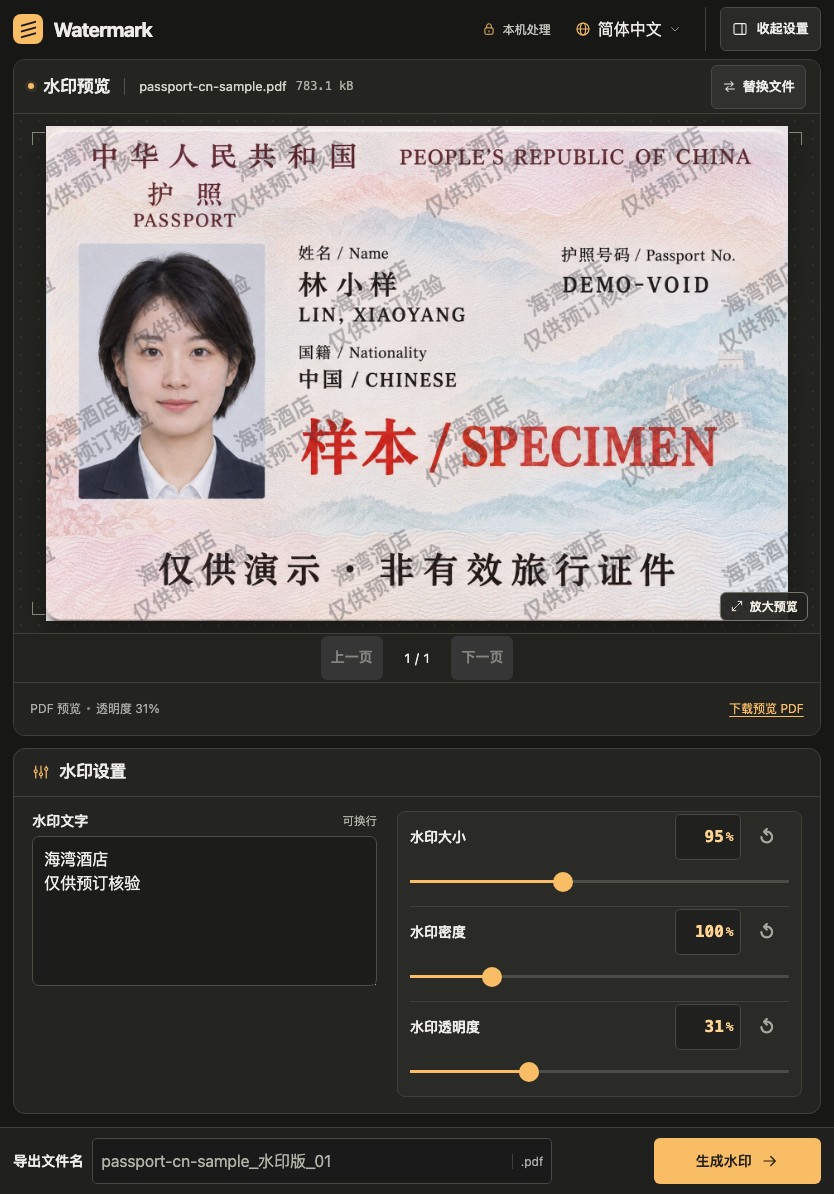 Watermark
本机处理
简体中文
收起设置
水印预览
passport-cn-sample.pdf 783.1 kB
替换文件
中华人民共和国 PEOPLE'S REPUBLIC OF CHINA
护照
PASSPORT
姓名 / Name
林小样
LIN, XIAOYANG
护照号码 / Passport No.
DEMO-VOID
国籍 / Nationality
中国 / CHINESE
样本 / SPECIMEN
仅供演示 · 非有效旅行证件
海湾酒店
仅供预订核验
放大预览
上一页
1 / 1
下一页
PDF 预览 • 透明度 31%
下载预览 PDF
水印设置
水印文字
可换行
海湾酒店
仅供预订核验
水印大小
95%
水印密度
100%
水印透明度
31%
导出文件名
passport-cn-sample_水印版_01
.pdf
生成水印